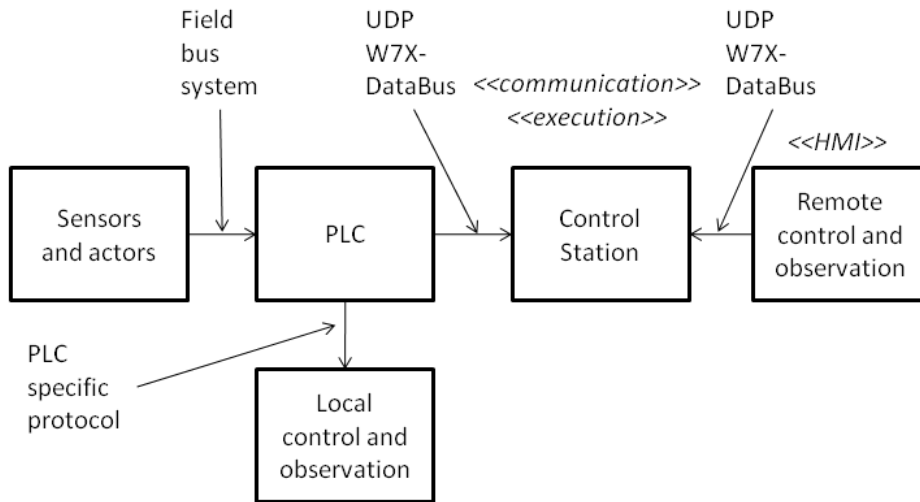 Field
bus
system
UDP
W7X-
DataBus
<<communication>>
<<execution>>
UDP
W7X-
DataBus
<<HMI>>
Sensors
and actors
PLC
Control
Station
Remote
control and
observation
PLC
specific
protocol
Local
control and
observation